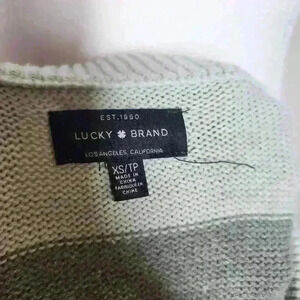 EST.1990
LUCKY BRAND
LOS ANGELES, CALIFORNIA
XS/TP
MADE IN
CHINA
FABRIQUÉ EN
CHINE